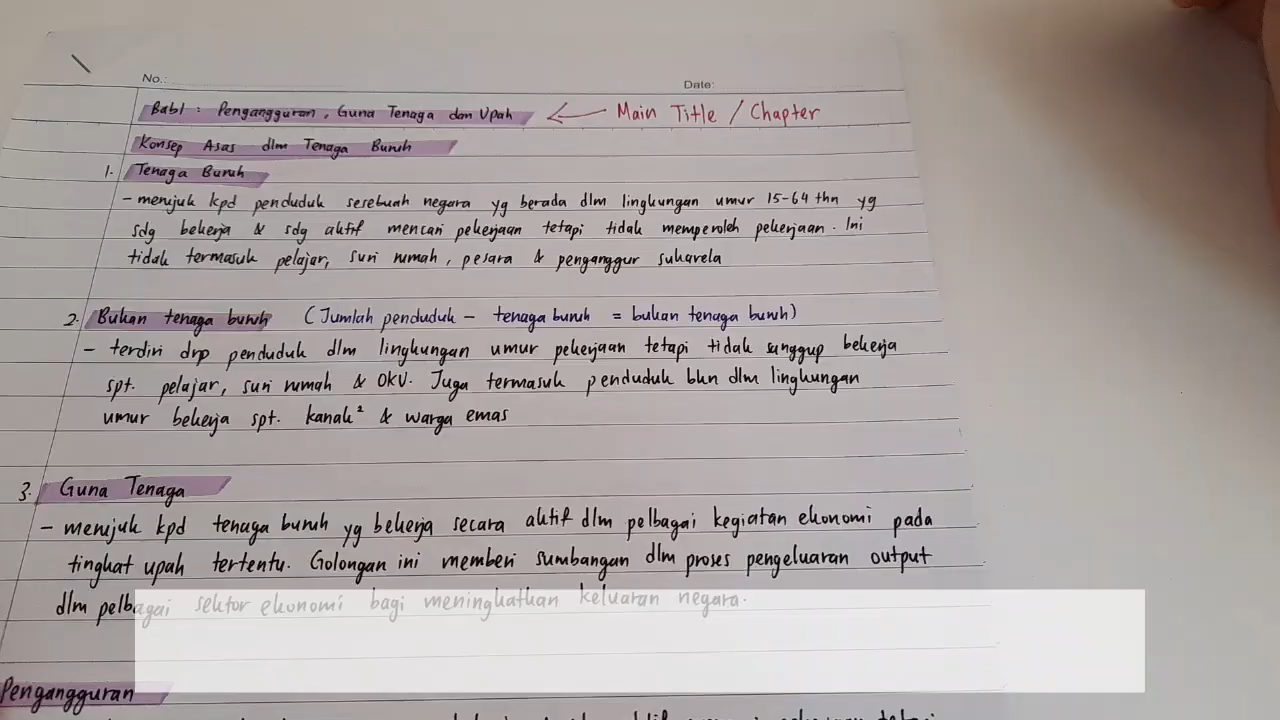 No.:
Date:
Bab1 : Pengangguran, Guna Tenaga dan Upah ← Main Title / Chapter
Konsep Asas dlm Tenaga Buruh
1. Tenaga Buruh
- merujuk kpd penduduk sesebuah negara yg berada dlm lingkungan umur 15-64 thn yg
sdg bekerja & sdg aktif mencari pekerjaan tetapi tidak memperoleh pekerjaan. Ini
tidak termasuk pelajar, suri rumah, pesara & penganggur sukarela
2. Bukan tenaga buruh (Jumlah penduduk - tenaga buruh = bukan tenaga buruh)
- terdiri drp penduduk dlm lingkungan umur pekerjaan tetapi tidak sanggup bekerja
spt. pelajar, suri rumah & OKU. Juga termasuk penduduk bkn dlm lingkungan
umur bekerja spt. kanak² & warga emas
3. Guna Tenaga
- merujuk kpd tenaga buruh yg bekerja secara aktif dlm pelbagai kegiatan ekonomi pada
tingkat upah tertentu. Golongan ini memberi sumbangan dlm proses pengeluaran output
dlm pelbagai sektor ekonomi bagi meningkatkan keluaran negara.
Pengangguran